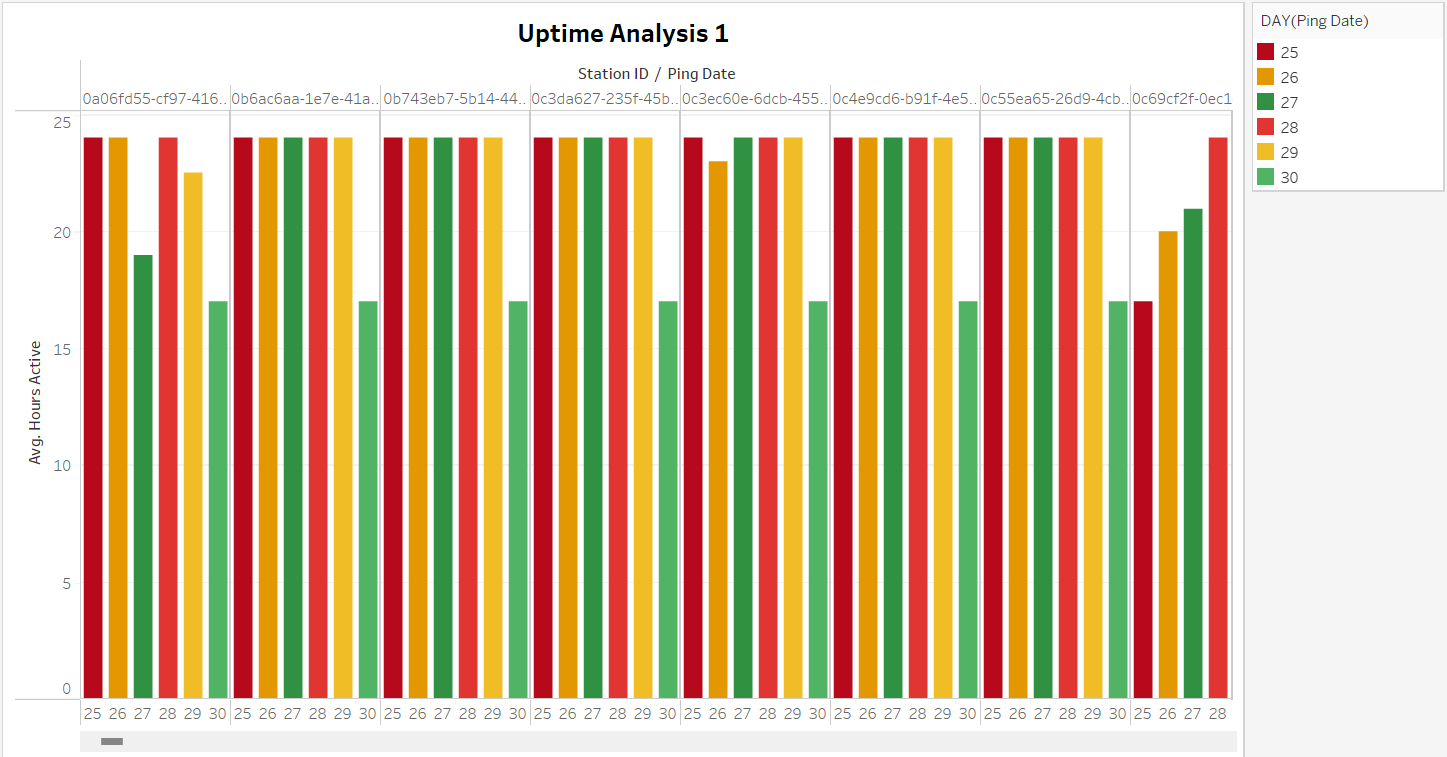 Uptime Analysis 1
Station ID / Ping Date
0a06fd55-cf97-416.. 0b6ac6aa-1e7e-41a.. 0b743eb7-5b14-44.. 0c3da627-235f-45b.. 0c3ec60e-6dcb-455.. 0c4e9cd6-b91f-4e5.. 0c55ea65-26d9-4cb.. 0c69cf2f-0ec1
25
20
15
10
5
0
Avg. Hours Active
25 26 27 28 29 30 25 26 27 28 29 30 25 26 27 28 29 30 25 26 27 28 29 30 25 26 27 28 29 30 25 26 27 28 29 30 25 26 27 28 29 30 25 26 27 28
DAY(Ping Date)
25
26
27
28
29
30